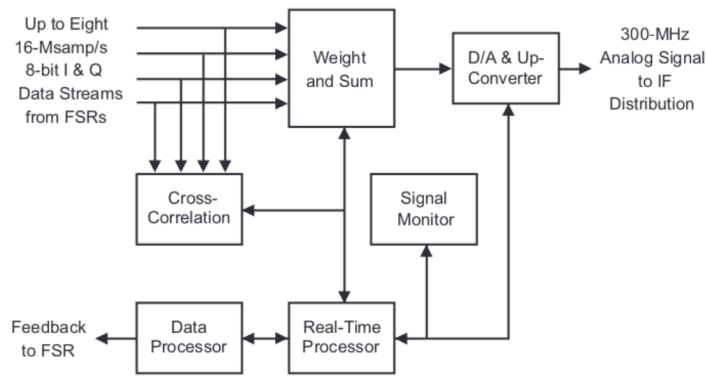 Up to Eight
16-Msamp/s
8-bit I & Q
Data Streams
from FSRs
Weight
and Sum
D/A & Up-
Converter
300-MHz
Analog Signal
to IF
Distribution
Cross-
Correlation
Signal
Monitor
Feedback
to FSR
Data
Processor
Real-Time
Processor